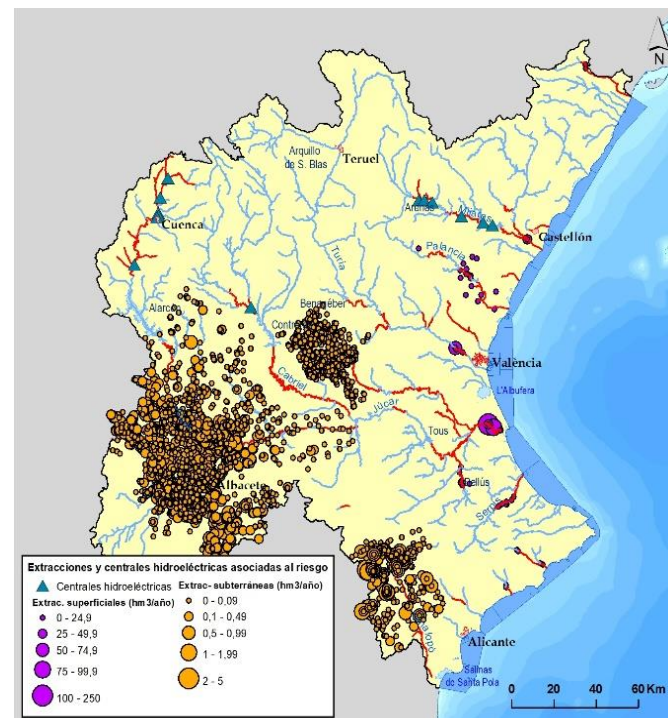 N
Arquillo
de S. Blas
Teruel
Arenós
Mijares
Cuenca
Castellón
Palancia
Turia
Alarcón
Benagéber
Contre
València
Cabriel
L'Albufera
Júcar
Tous
Albacete
Bellús
Serpis
Alicante
Salinas
de Santa Pola
Extracciones y centrales hidroeléctricas asociadas al riesgo
Centrales hidroeléctricas
Extrac- subterráneas (hm3/año)
Extrac. superficiales (hm3/año)
0 - 24,9
25 - 49,9
50 - 74,9
75 - 99,9
100 - 250
0 - 0,09
0,1 - 0,49
0,5 - 0,99
1 - 1,99
2 - 5
0 20 40 60 Km